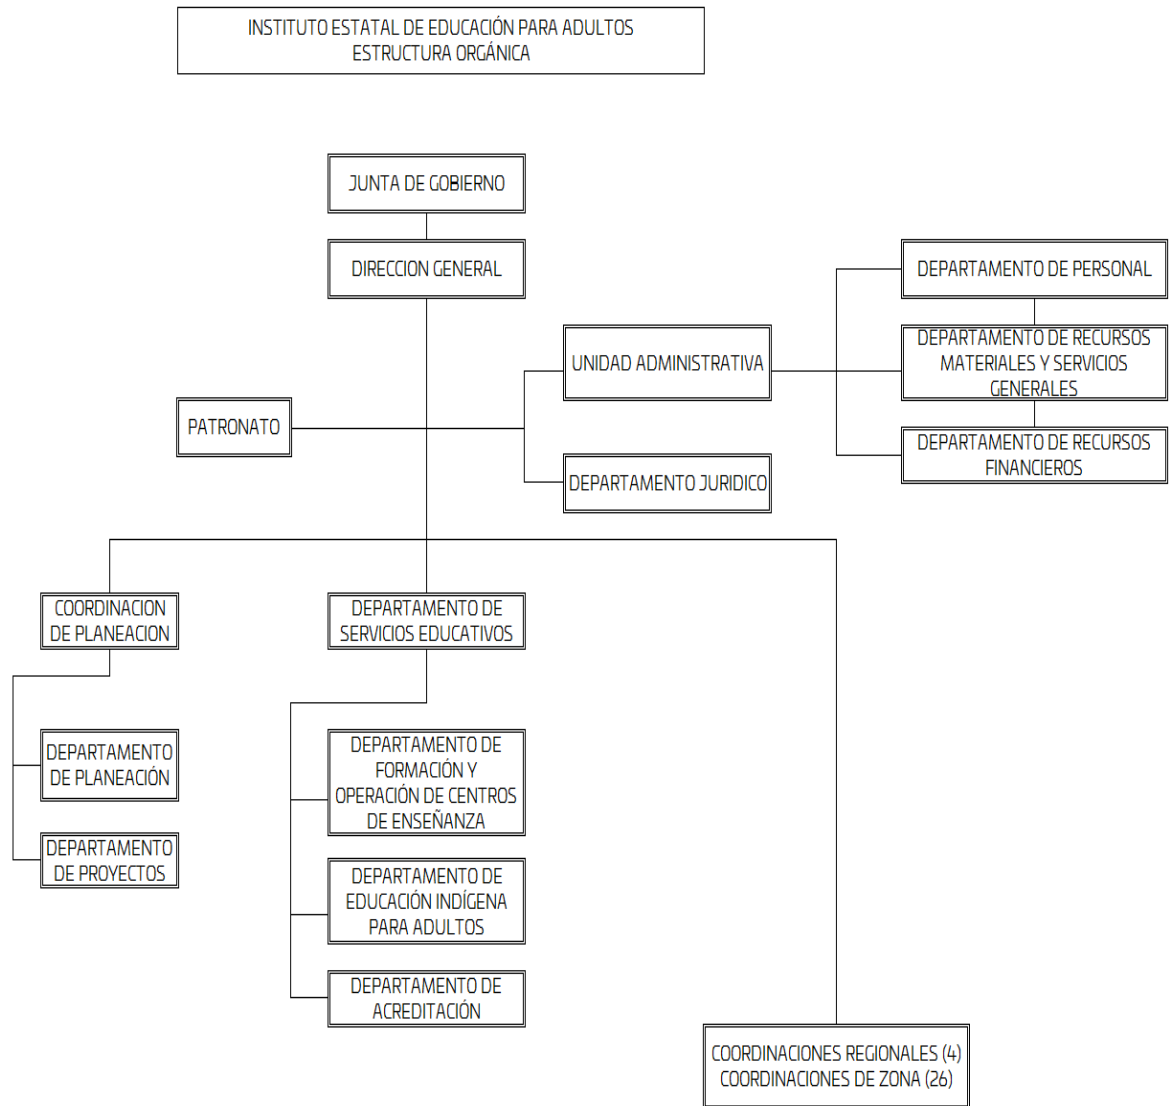 INSTITUTO ESTATAL DE EDUCACIÓN PARA ADULTOS
ESTRUCTURA ORGÁNICA
JUNTA DE GOBIERNO
DIRECCION GENERAL
DEPARTAMENTO DE PERSONAL
UNIDAD ADMINISTRATIVA
DEPARTAMENTO DE RECURSOS
MATERIALES Y SERVICIOS
GENERALES
PATRONATO
DEPARTAMENTO DE RECURSOS
FINANCIEROS
DEPARTAMENTO JURIDICO
COORDINACION
DE PLANEACION
DEPARTAMENTO DE
SERVICIOS EDUCATIVOS
DEPARTAMENTO
DE PLANEACIÓN
DEPARTAMENTO
DE PROYECTOS
DEPARTAMENTO DE
FORMACIÓN Y
OPERACIÓN DE CENTROS
DE ENSEÑANZA
DEPARTAMENTO DE
EDUCACIÓN INDÍGENA
PARA ADULTOS
DEPARTAMENTO DE
ACREDITACIÓN
COORDINACIONES REGIONALES (4)
COORDINACIONES DE ZONA (26)